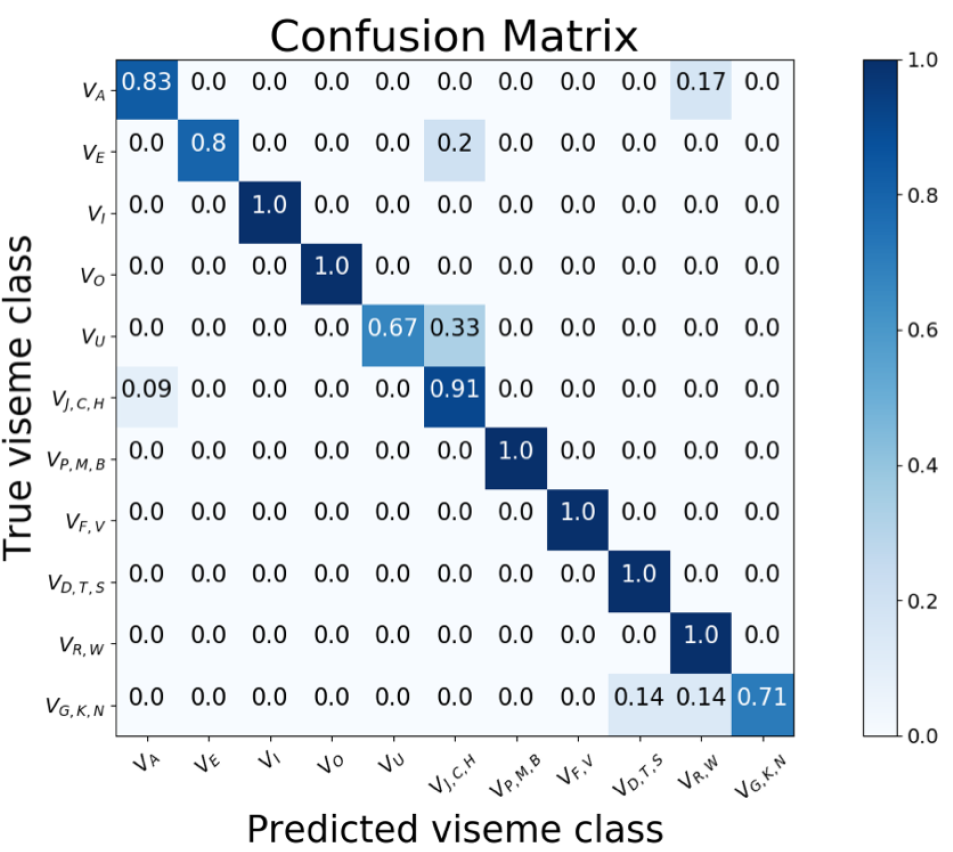 Confusion Matrix
True viseme class
V_A 0.83 0.0 0.0 0.0 0.0 0.0 0.0 0.0 0.0 0.17 0.0
V_E 0.0 0.8 0.0 0.0 0.0 0.2 0.0 0.0 0.0 0.0 0.0
V_I 0.0 0.0 1.0 0.0 0.0 0.0 0.0 0.0 0.0 0.0 0.0
V_O 0.0 0.0 0.0 1.0 0.0 0.0 0.0 0.0 0.0 0.0 0.0
V_U 0.0 0.0 0.0 0.0 0.67 0.33 0.0 0.0 0.0 0.0 0.0
V_J,C,H 0.09 0.0 0.0 0.0 0.0 0.91 0.0 0.0 0.0 0.0 0.0
V_P,M,B 0.0 0.0 0.0 0.0 0.0 0.0 1.0 0.0 0.0 0.0 0.0
V_F,V 0.0 0.0 0.0 0.0 0.0 0.0 0.0 1.0 0.0 0.0 0.0
V_D,T,S 0.0 0.0 0.0 0.0 0.0 0.0 0.0 0.0 1.0 0.0 0.0
V_R,W 0.0 0.0 0.0 0.0 0.0 0.0 0.0 0.0 0.0 1.0 0.0
V_G,K,N 0.0 0.0 0.0 0.0 0.0 0.0 0.0 0.0 0.14 0.14 0.71
V_A V_E V_I V_O V_U V_J,C,H V_P,M,B V_F,V V_D,T,S V_R,W V_G,K,N
Predicted viseme class
1.0
0.8
0.6
0.4
0.2
0.0